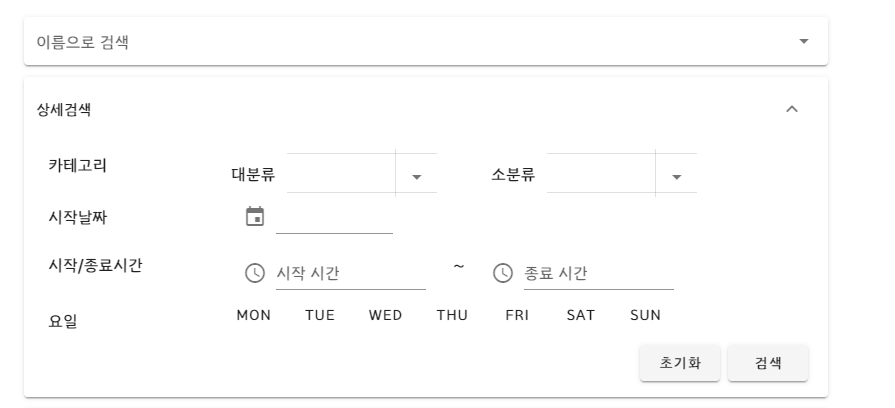 이름으로 검색
상세검색
카테고리 대분류 소분류
시작날짜
시작/종료시간 시작 시간 ~ 종료 시간
요일 MON TUE WED THU FRI SAT SUN
초기화 검색